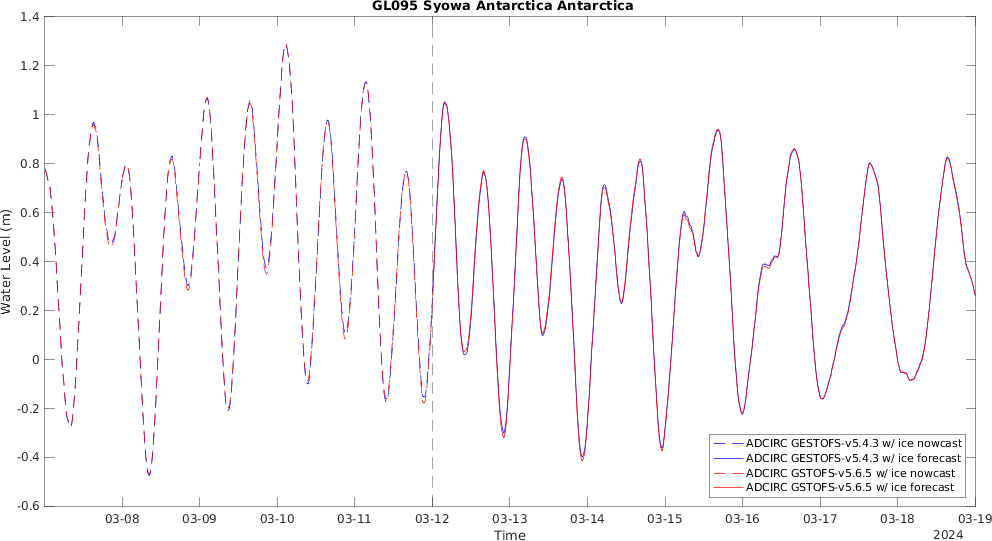 GL095 Syowa Antarctica Antarctica
1.4
1.2
1
0.8
0.6
0.4
0.2
0
-0.2
-0.4
-0.6
Water Level (m)
ADCIRC GESTOFS-v5.4.3 w/ ice nowcast
ADCIRC GESTOFS-v5.4.3 w/ ice forecast
ADCIRC GSTOFS-v5.6.5 w/ ice nowcast
ADCIRC GSTOFS-v5.6.5 w/ ice forecast
03-08 03-09 03-10 03-11 03-12 03-13 03-14 03-15 03-16 03-17 03-18 03-19
Time
2024